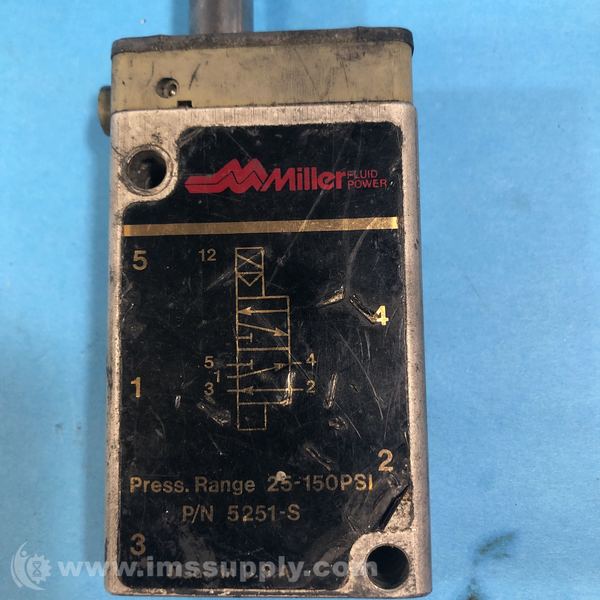 Miller FLUID POWER
5
12
4
5 4
1
3 2
1
2
Press. Range 25-150PSI
P/N 5251-S
3
www.imssupply.com